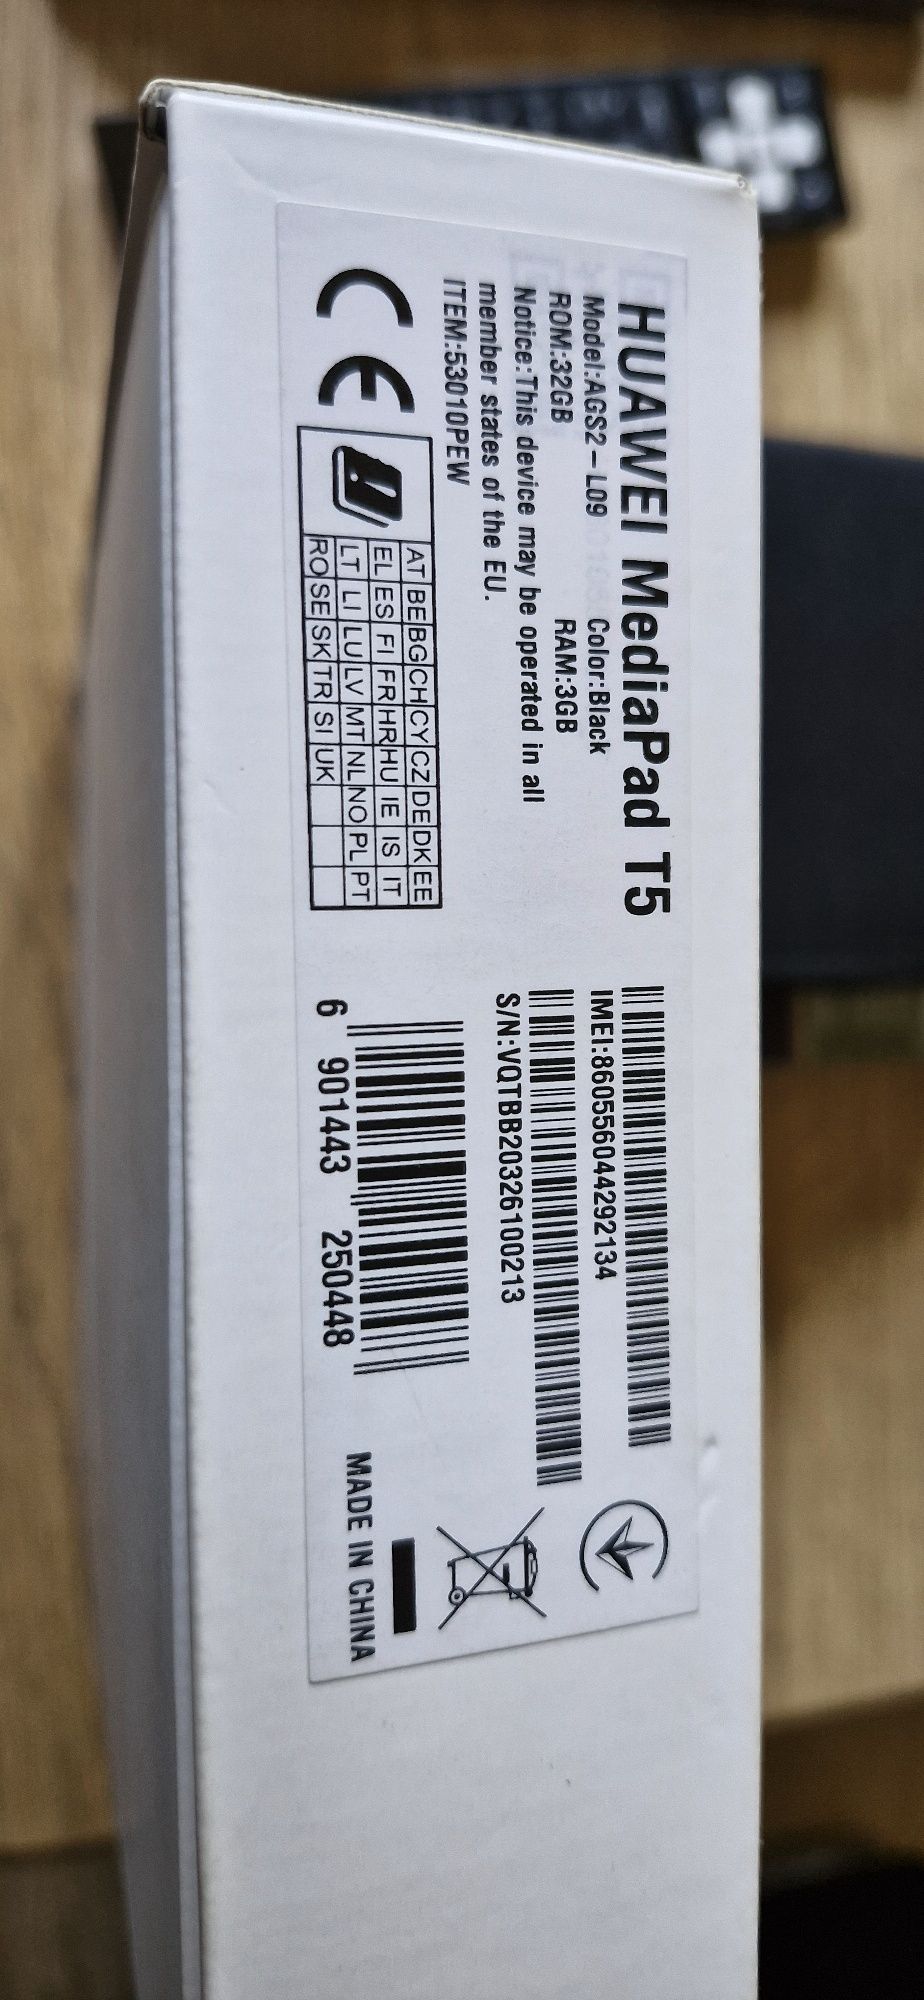 HUAWEI MediaPad T5
Model:AGS2-L09 Color:Black
ROM:32GB RAM:3GB
Notice:This device may be operated in all
member states of the EU.
ITEM:53010PEW
CE
AT BE BG CH CY CZ DE DK EE
EL ES FI FR HR HU IE IS IT
LT LI LU LV MT NL NO PL PT
RO SE SK TR SI UK
IMEI:860556044292134
S/N:VQTBB20326100213
6 901443 250448
MADE IN CHINA